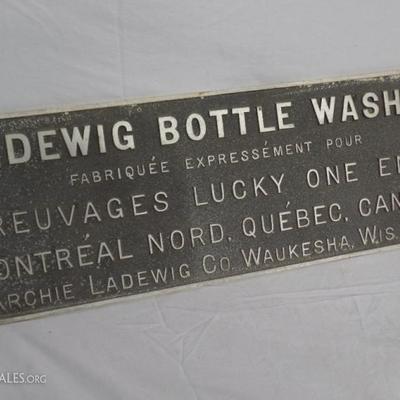 DEWIG BOTTLE WASH
FABRIQUÉE EXPRESSÉMENT POUR
REUVAGES LUCKY ONE EN
ONTRÉAL NORD, QUÉBEC, CAN
ARCHIE LADEWIG CO. WAUKESHA, WIS.
ALES.ORG